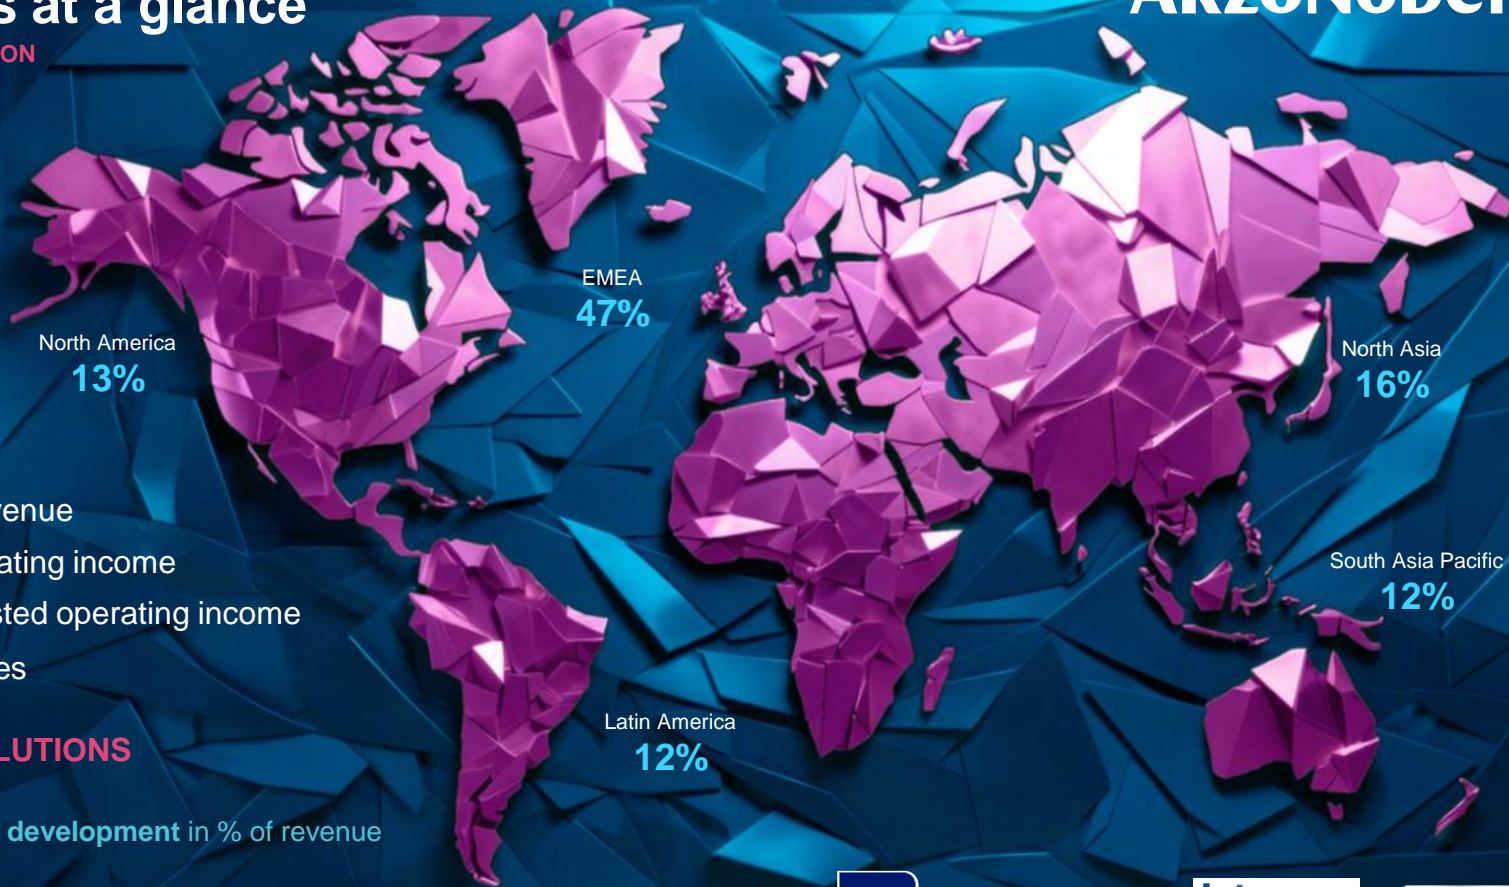 s at a glance
ON
EMEA
47%
North America
13%
North Asia
16%
venue
ating income
South Asia Pacific
12%
sted operating income
es
Latin America
12%
LUTIONS
development in % of revenue